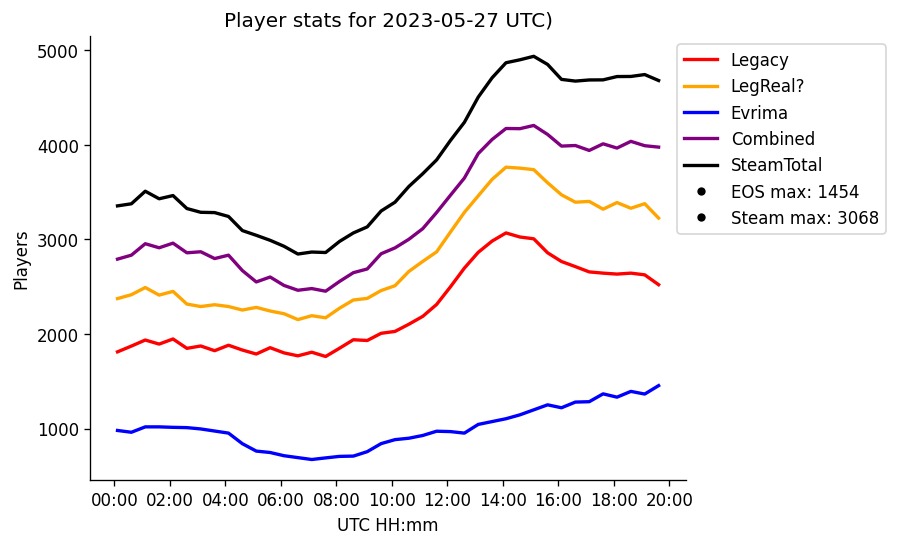 Player stats for 2023-05-27 UTC)
5000
4000
3000
2000
1000
Players
00:00 02:00 04:00 06:00 08:00 10:00 12:00 14:00 16:00 18:00 20:00
UTC HH:mm
Legacy
LegReal?
Evrima
Combined
SteamTotal
EOS max: 1454
Steam max: 3068